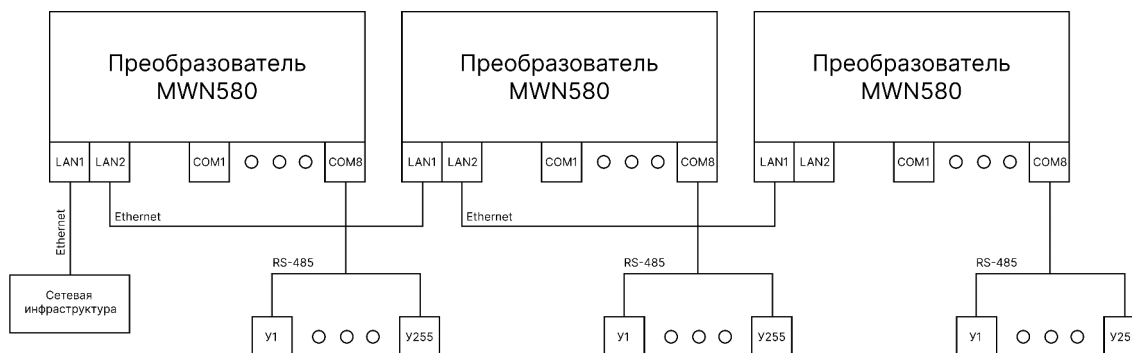 Преобразователь
MWN580
Преобразователь
MWN580
Преобразователь
MWN580
LAN1 LAN2 COM1 COM8
LAN1 LAN2 COM1 COM8
LAN1 LAN2 COM1 COM8
Ethernet
Ethernet
Ethernet
RS-485
RS-485
RS-485
Сетевая
инфраструктура
У1 У255
У1 У255
У1 У25